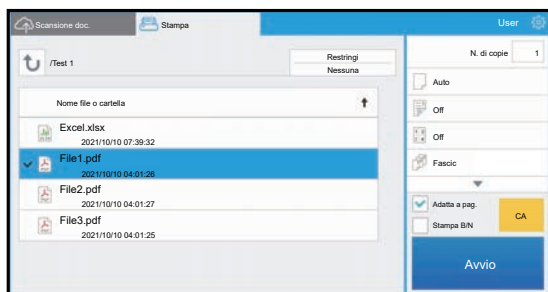 Scansione doc.
Stampa
User
/Test 1
Restringi
Nessuna
N. di copie 1
Nome file o cartella
Excel.xlsx
2021/10/10 07:39:32
File1.pdf
2021/10/10 04:01:26
File2.pdf
2021/10/10 04:01:27
File3.pdf
2021/10/10 04:01:25
Auto
Off
Off
Fascic
Adatta a pag.
Stampa B/N
CA
Avvio